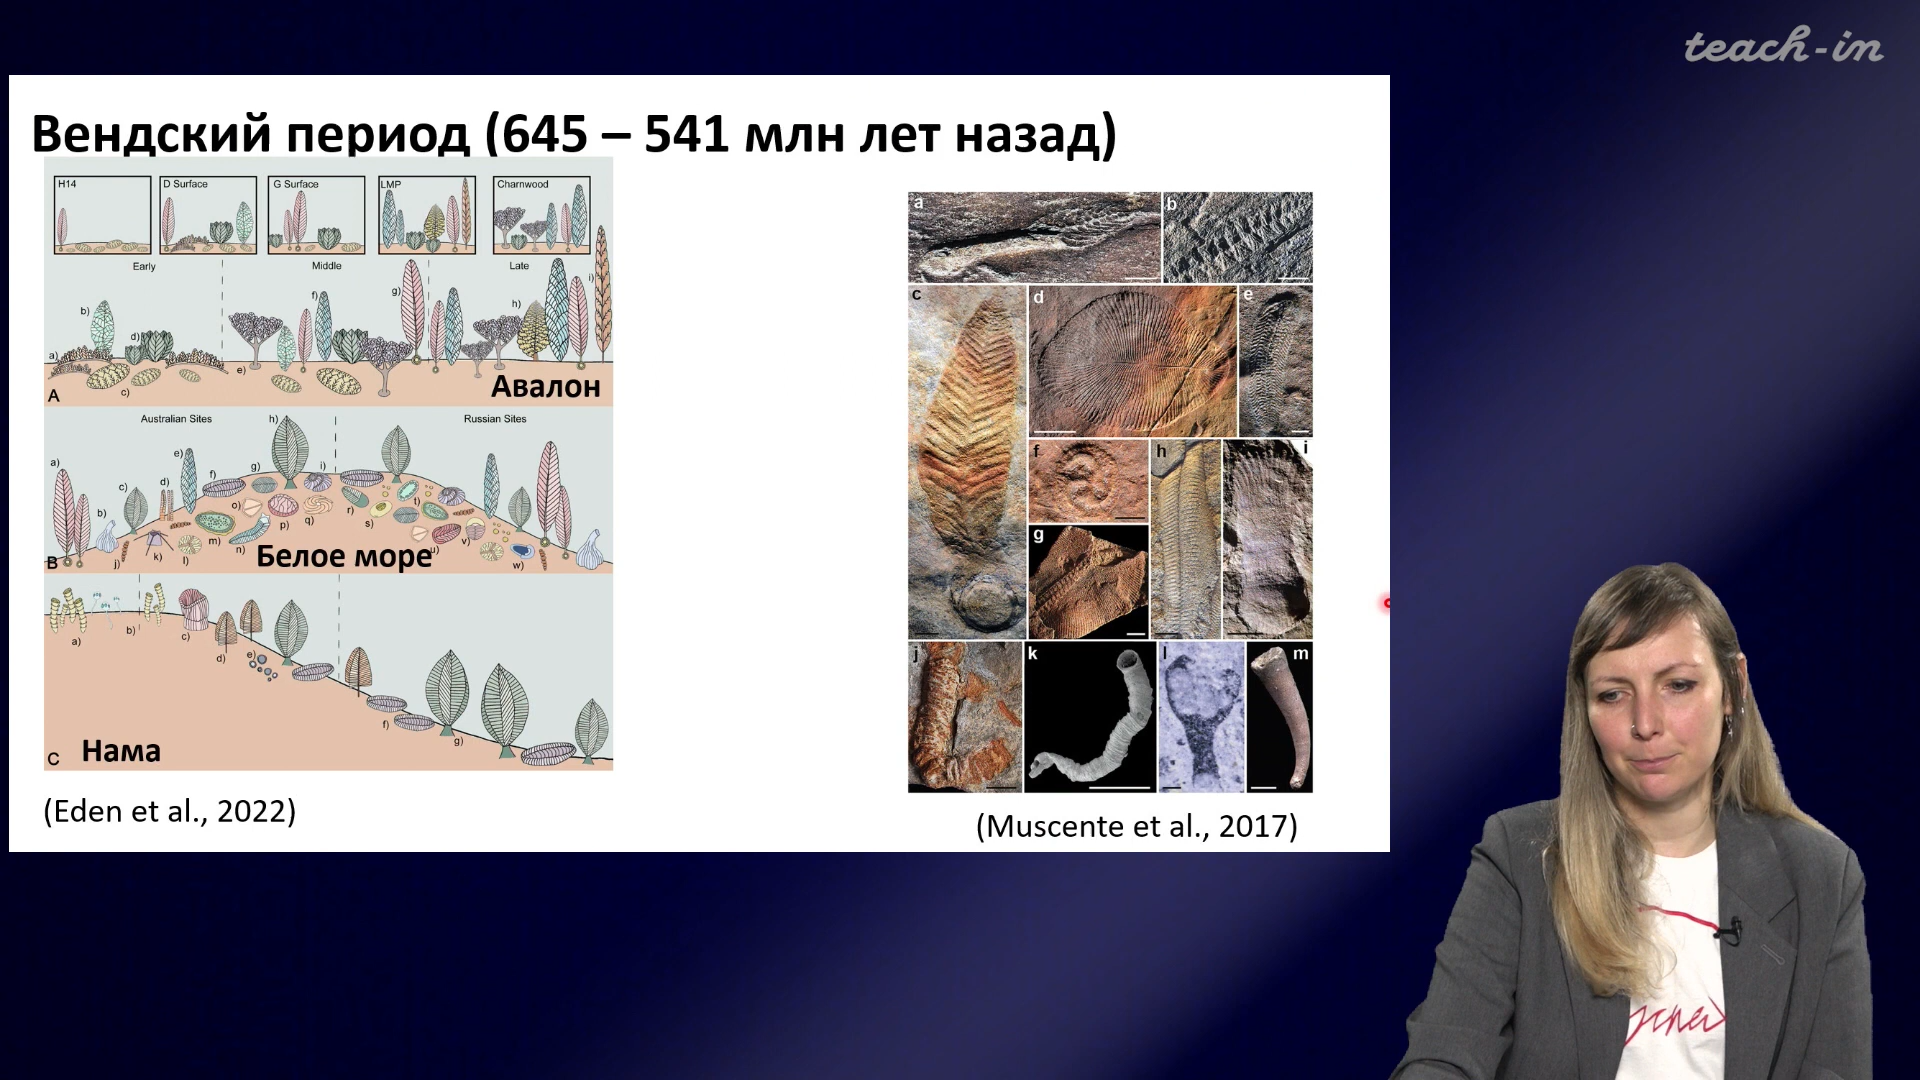 teach-in
Вендский период (645 – 541 млн лет назад)
H14
D Surface
G Surface
LMP
Charnwood
Early
Middle
Late
a)
b)
c)
d)
e)
f)
g)
h)
i)
A
Авалон
Australian Sites
Russian Sites
a)
b)
c)
d)
e)
f)
g)
h)
i)
j)
k)
l)
m)
n)
o)
p)
q)
r)
s)
t)
u)
v)
w)
B
Белое море
a)
b)
c)
d)
e)
f)
g)
C
Нама
(Eden et al., 2022)
a
b
c
d
e
f
g
h
i
j
k
l
m
(Muscente et al., 2017)